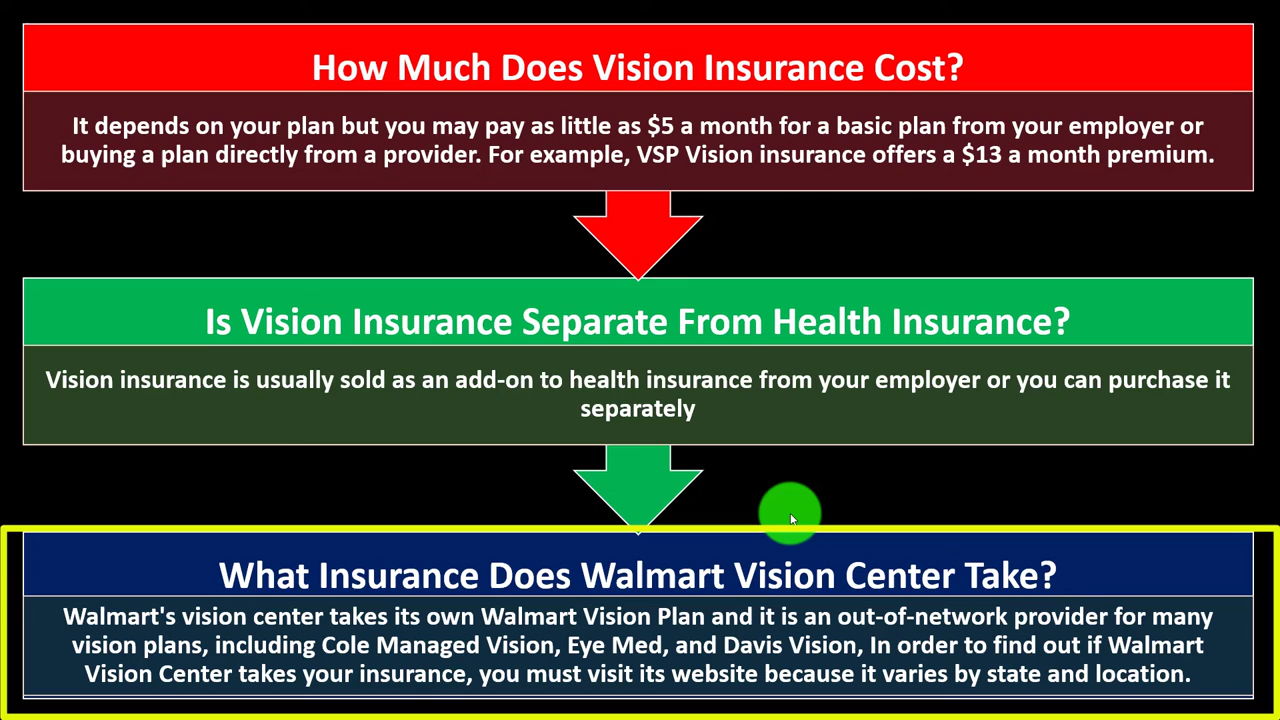 How Much Does Vision Insurance Cost?
It depends on your plan but you may pay as little as $5 a month for a basic plan from your employer or
buying a plan directly from a provider. For example, VSP Vision insurance offers a $13 a month premium.
Is Vision Insurance Separate From Health Insurance?
Vision insurance is usually sold as an add-on to health insurance from your employer or you can purchase it
separately
What Insurance Does Walmart Vision Center Take?
Walmart's vision center takes its own Walmart Vision Plan and it is an out-of-network provider for many
vision plans, including Cole Managed Vision, Eye Med, and Davis Vision, In order to find out if Walmart
Vision Center takes your insurance, you must visit its website because it varies by state and location.